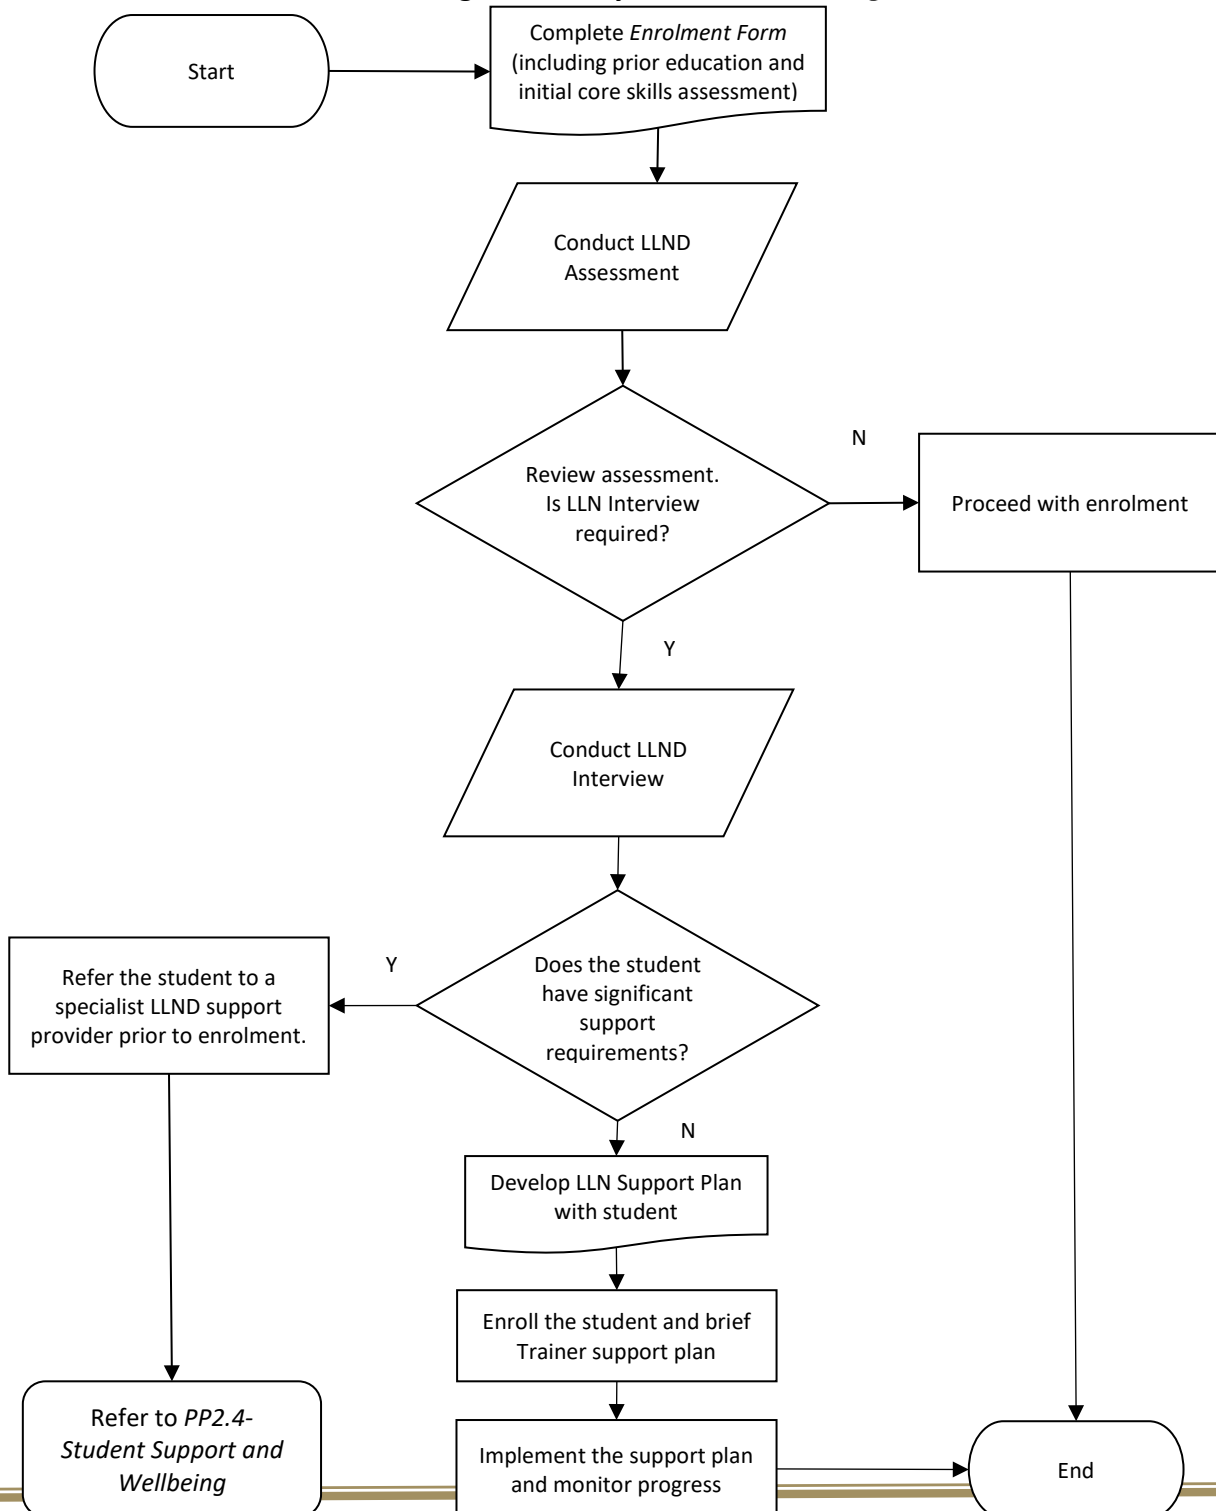 Start
Complete Enrolment Form
(including prior education and
initial core skills assessment)
Conduct LLND
Assessment
Review assessment.
Is LLN Interview
required?
N
Proceed with enrolment
Y
Conduct LLND
Interview
Does the student
have significant
support
requirements?
Y
Refer the student to a
specialist LLND support
provider prior to enrolment.
N
Develop LLN Support Plan
with student
Enroll the student and brief
Trainer support plan
Refer to PP2.4-
Student Support and
Wellbeing
Implement the support plan
and monitor progress
End